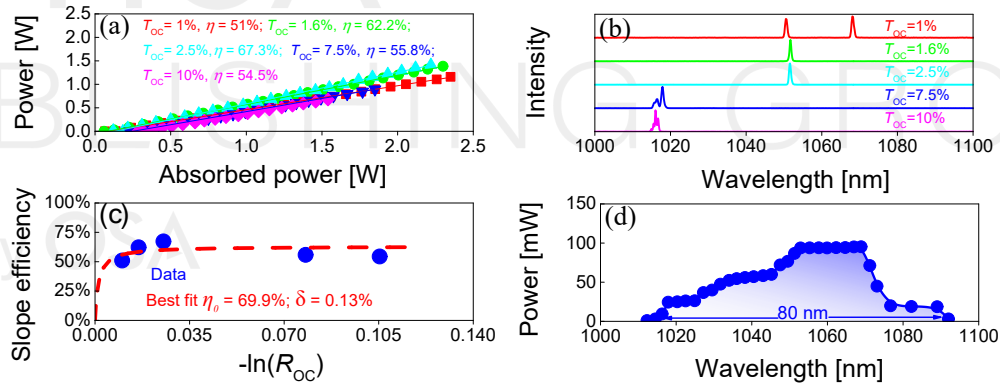 BLISHING GRO
y OSA
(a)
T_OC = 1%, η = 51%; T_OC = 1.6%, η = 62.2%;
T_OC = 2.5%, η = 67.3%; T_OC = 7.5%, η = 55.8%;
T_OC = 10%, η = 54.5%
Power [W]
1.5
1.0
0.5
0.0
0.0 0.5 1.0 1.5 2.0 2.5
Absorbed power [W]
(b)
T_OC=1%
T_OC=1.6%
T_OC=2.5%
T_OC=7.5%
T_OC=10%
Intensity
1000 1020 1040 1060 1080 1100
Wavelength [nm]
(c)
Slope efficiency
100%
75%
50%
25%
0%
Data
Best fit η_θ = 69.9%; δ = 0.13%
0.000 0.035 0.070 0.105 0.140
-ln(R_OC)
(d)
Power [mW]
150
100
50
0
80 nm
1000 1020 1040 1060 1080 1100
Wavelength [nm]